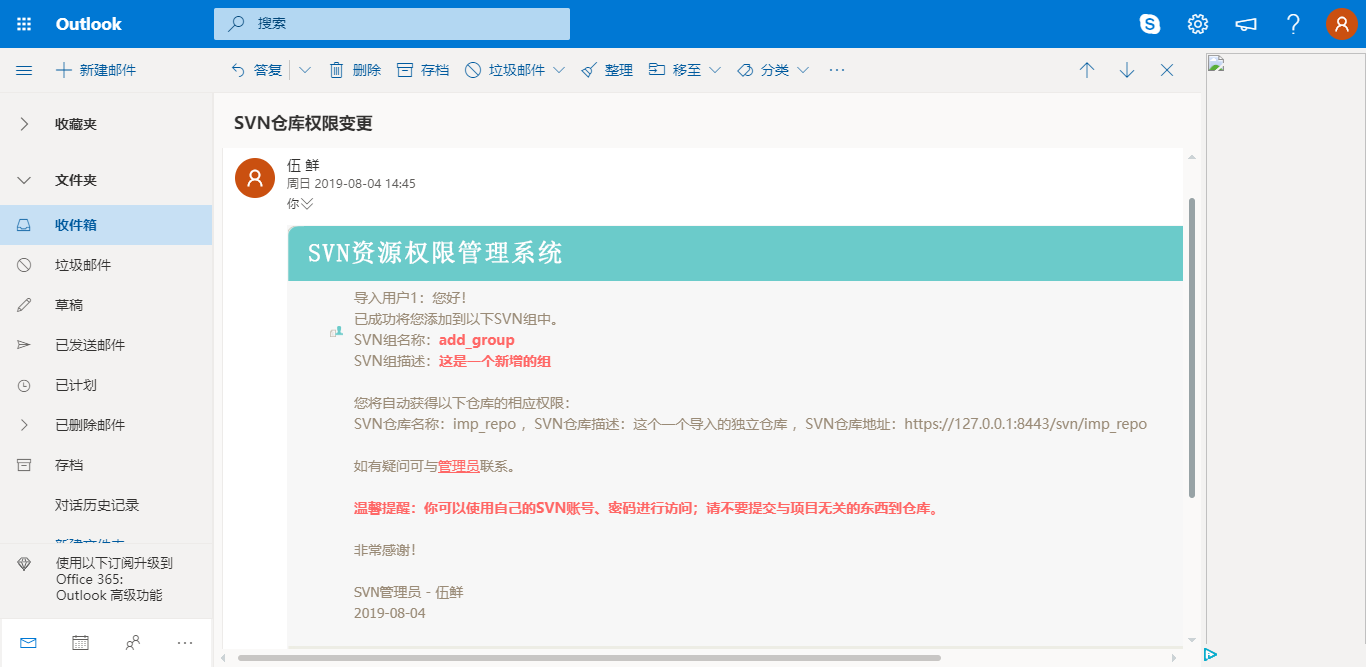 Outlook
搜索
新建邮件
答复
删除
存档
垃圾邮件
整理
移至
分类
收藏夹
文件夹
收件箱
垃圾邮件
草稿
已发送邮件
已计划
已删除邮件
存档
对话历史记录
新建文件夹
使用以下订阅升级到
Office 365:
Outlook 高级功能
SVN仓库权限变更
伍 鲜
周日 2019-08-04 14:45
你
SVN资源权限管理系统
导入用户1：您好！
已成功将您添加到以下SVN组中。
SVN组名称：add_group
SVN组描述：这是一个新增的组
您将自动获得以下仓库的相应权限：
SVN仓库名称：imp_repo ，SVN仓库描述：这个一个导入的独立仓库 ，SVN仓库地址：https://127.0.0.1:8443/svn/imp_repo
如有疑问可与管理员联系。
温馨提醒：你可以使用自己的SVN账号、密码进行访问；请不要提交与项目无关的东西到仓库。
非常感谢！
SVN管理员 - 伍鲜
2019-08-04